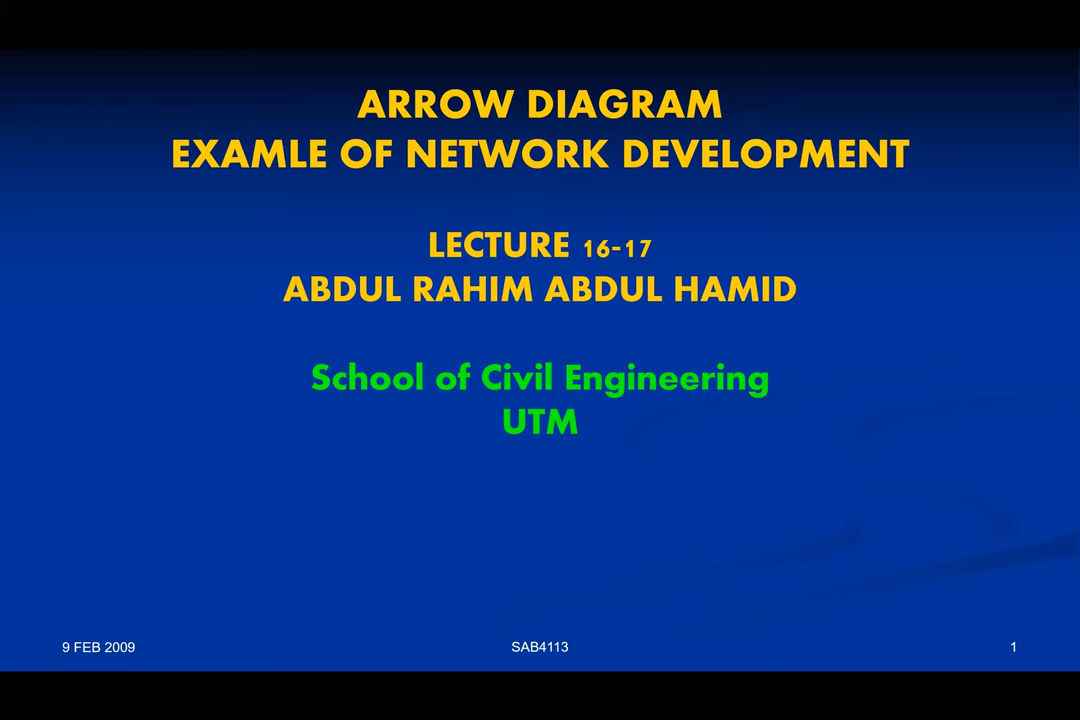 ARROW DIAGRAM
EXAMLE OF NETWORK DEVELOPMENT
LECTURE 16-17
ABDUL RAHIM ABDUL HAMID
School of Civil Engineering
UTM
9 FEB 2009
SAB4113
1